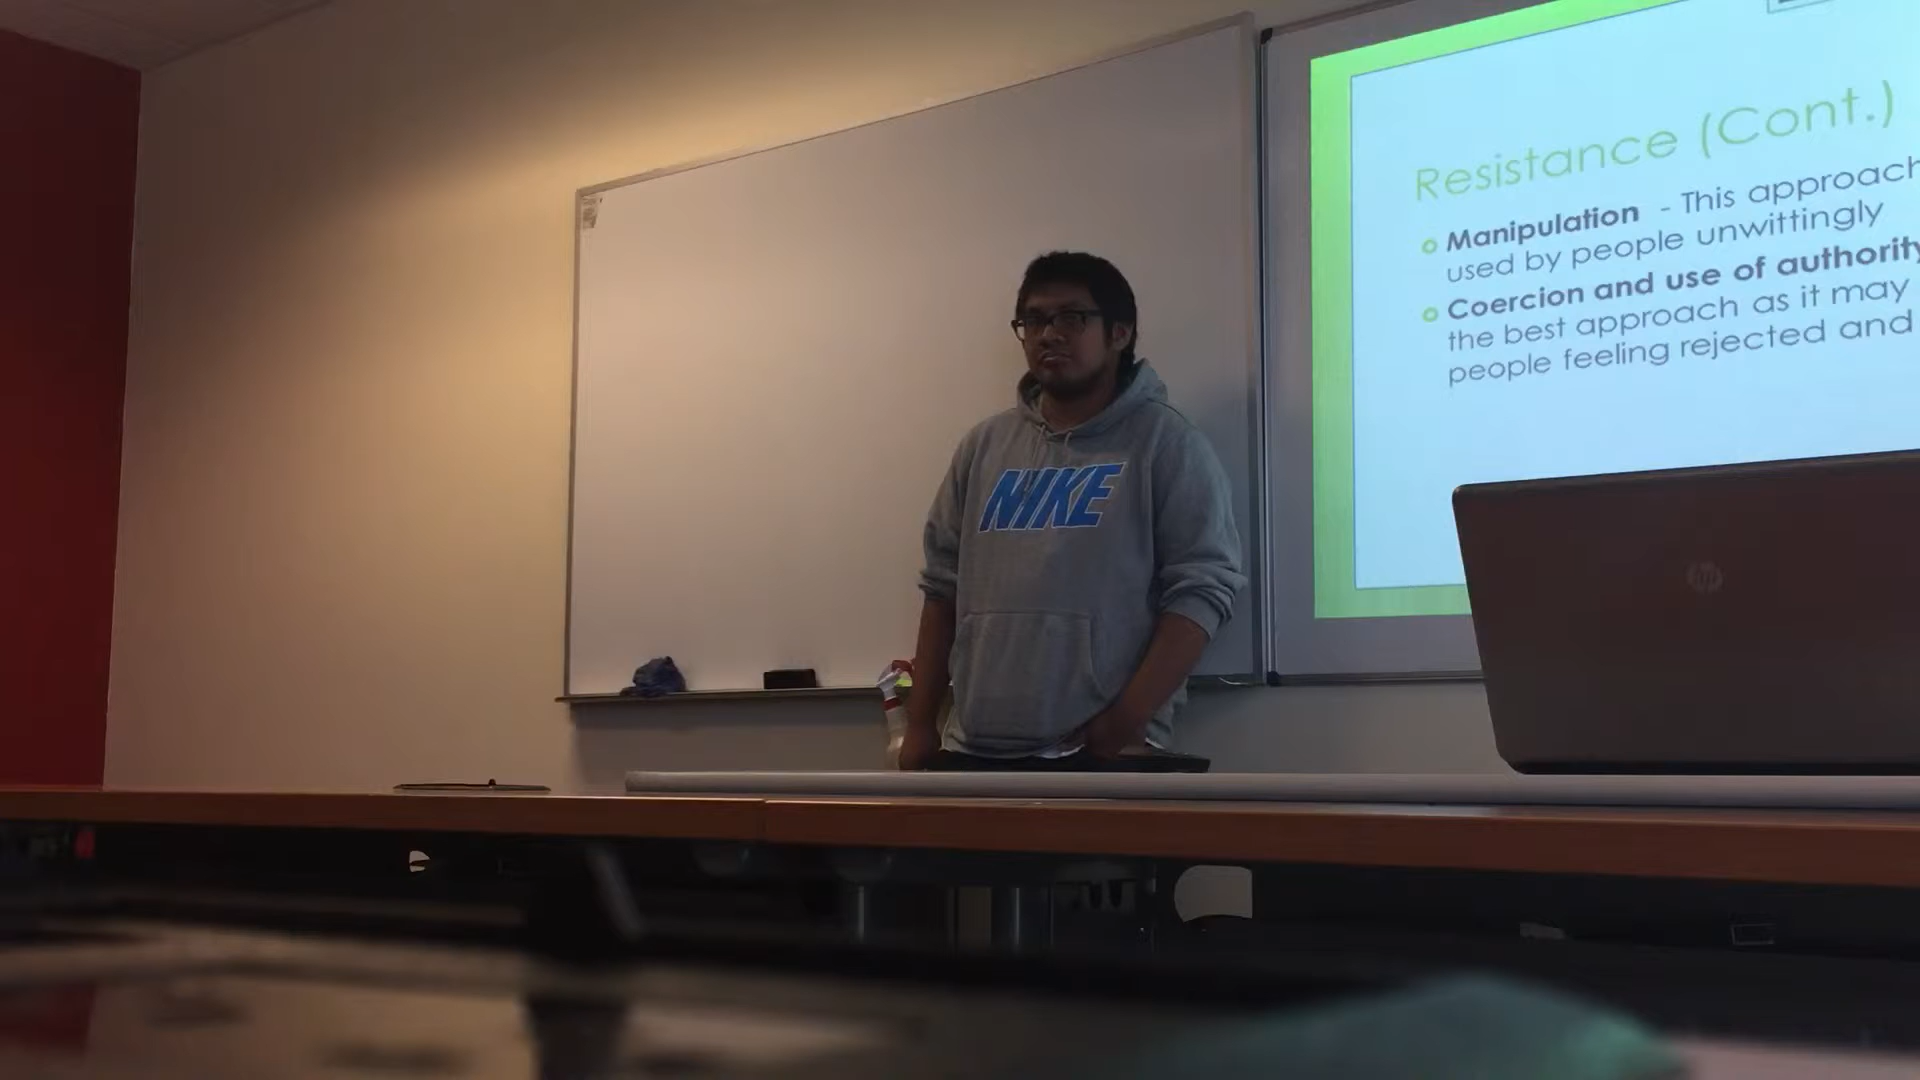 Resistance (Cont.)
Manipulation - This approach
used by people unwittingly
Coercion and use of authority
the best approach as it may
people feeling rejected and
NIKE
hp